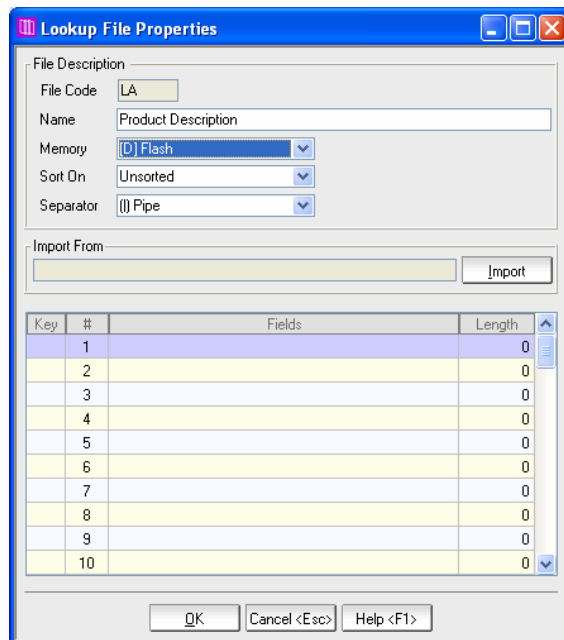 Lookup File Properties
File Description
File Code LA
Name Product Description
Memory [D] Flash
Sort On Unsorted
Separator (|) Pipe
Import From
Import
Key # Fields Length
1 0
2 0
3 0
4 0
5 0
6 0
7 0
8 0
9 0
10 0
OK Cancel <Esc> Help <F1>